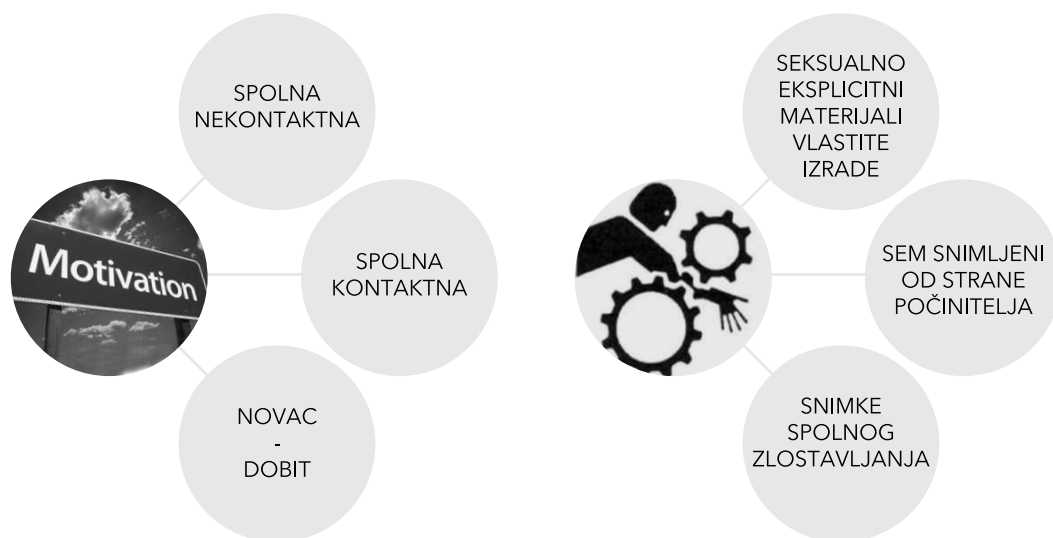 SPOLNA
NEKONTAKTNA
Motivation
SPOLNA
KONTAKTNA
NOVAC
-
DOBIT
SEKSUALNO
EKSPLICITNI
MATERIJALI
VLASTITE
IZRADE
SEM SNIMLJENI
OD STRANE
POČINITELJA
SNIMKE
SPOLNOG
ZLOSTAVLJANJA